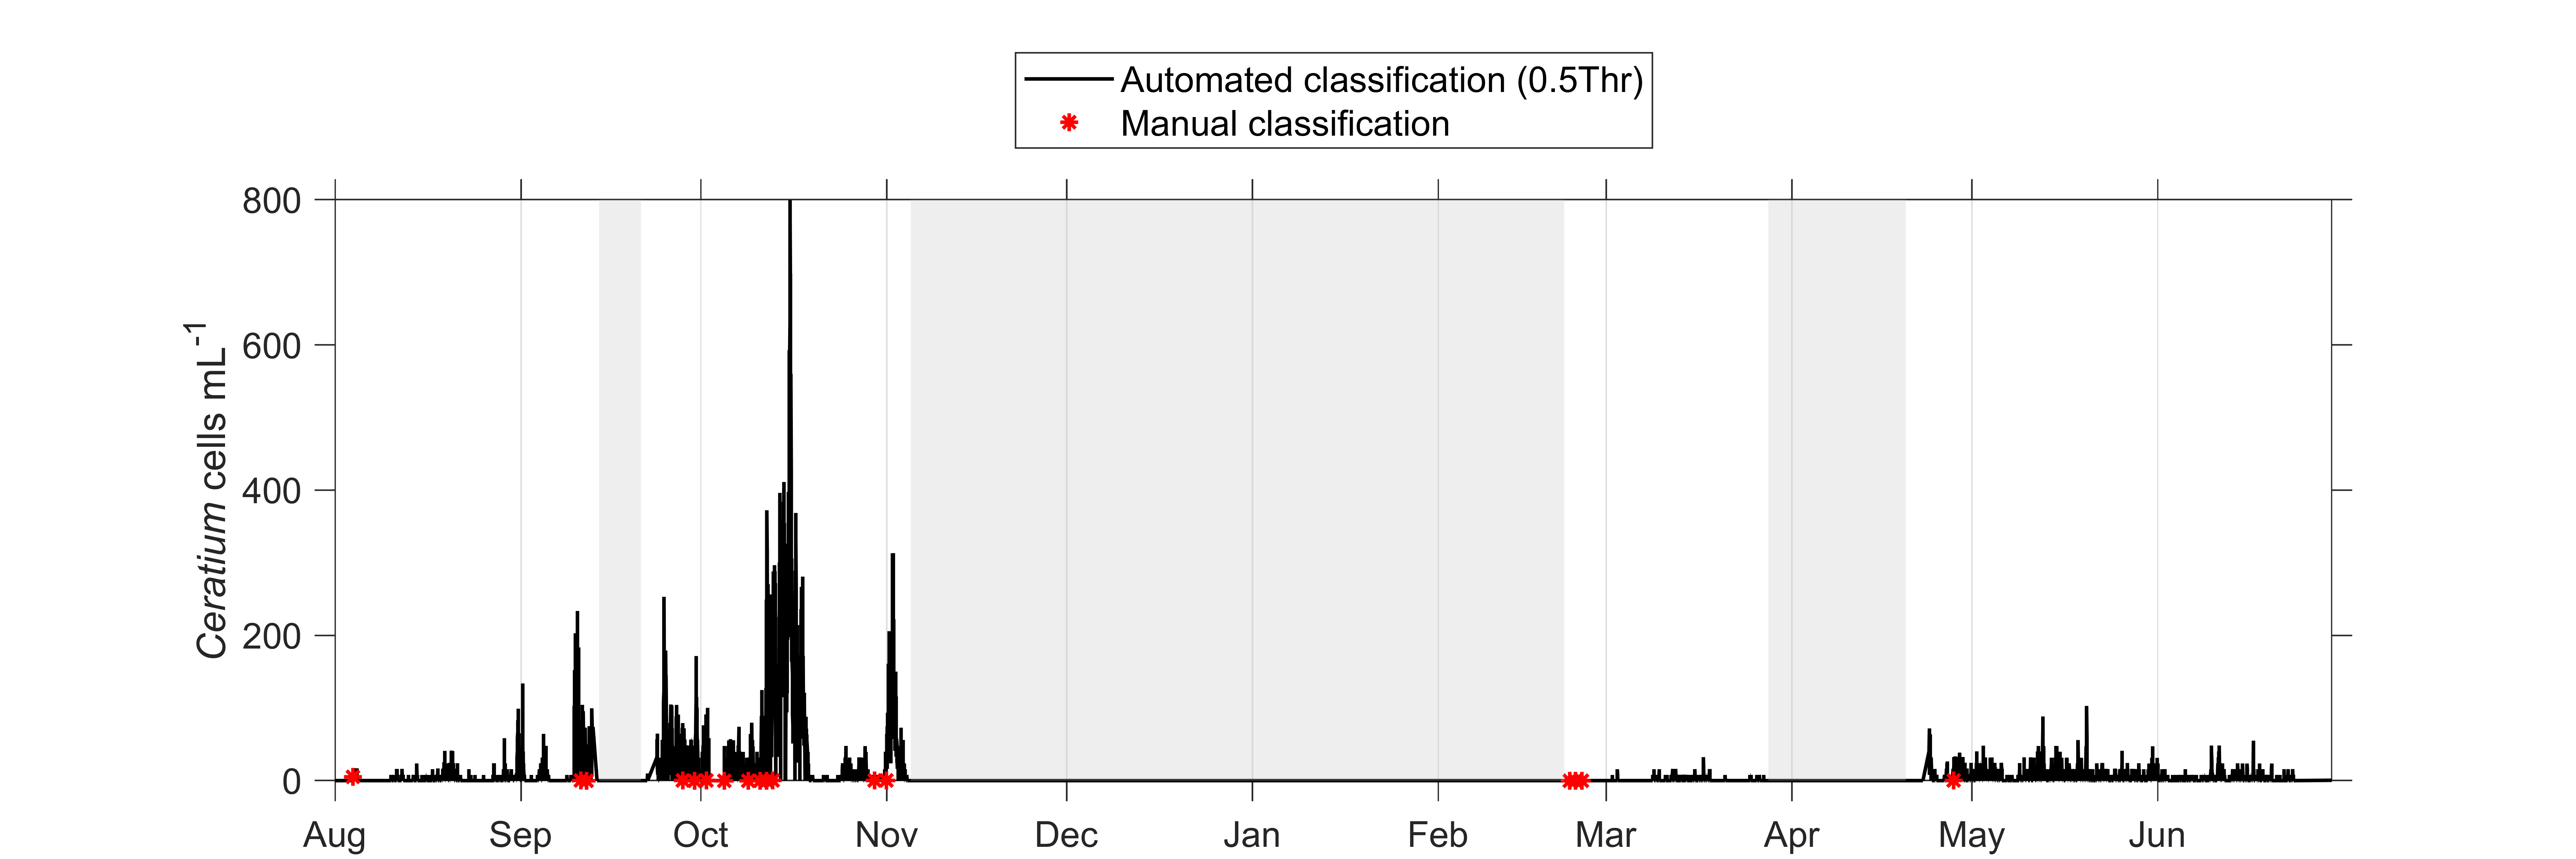 Automated classification (0.5Thr)
Manual classification
800
600
400
200
0
Ceratium cells mL-1
Aug Sep Oct Nov Dec Jan Feb Mar Apr May Jun